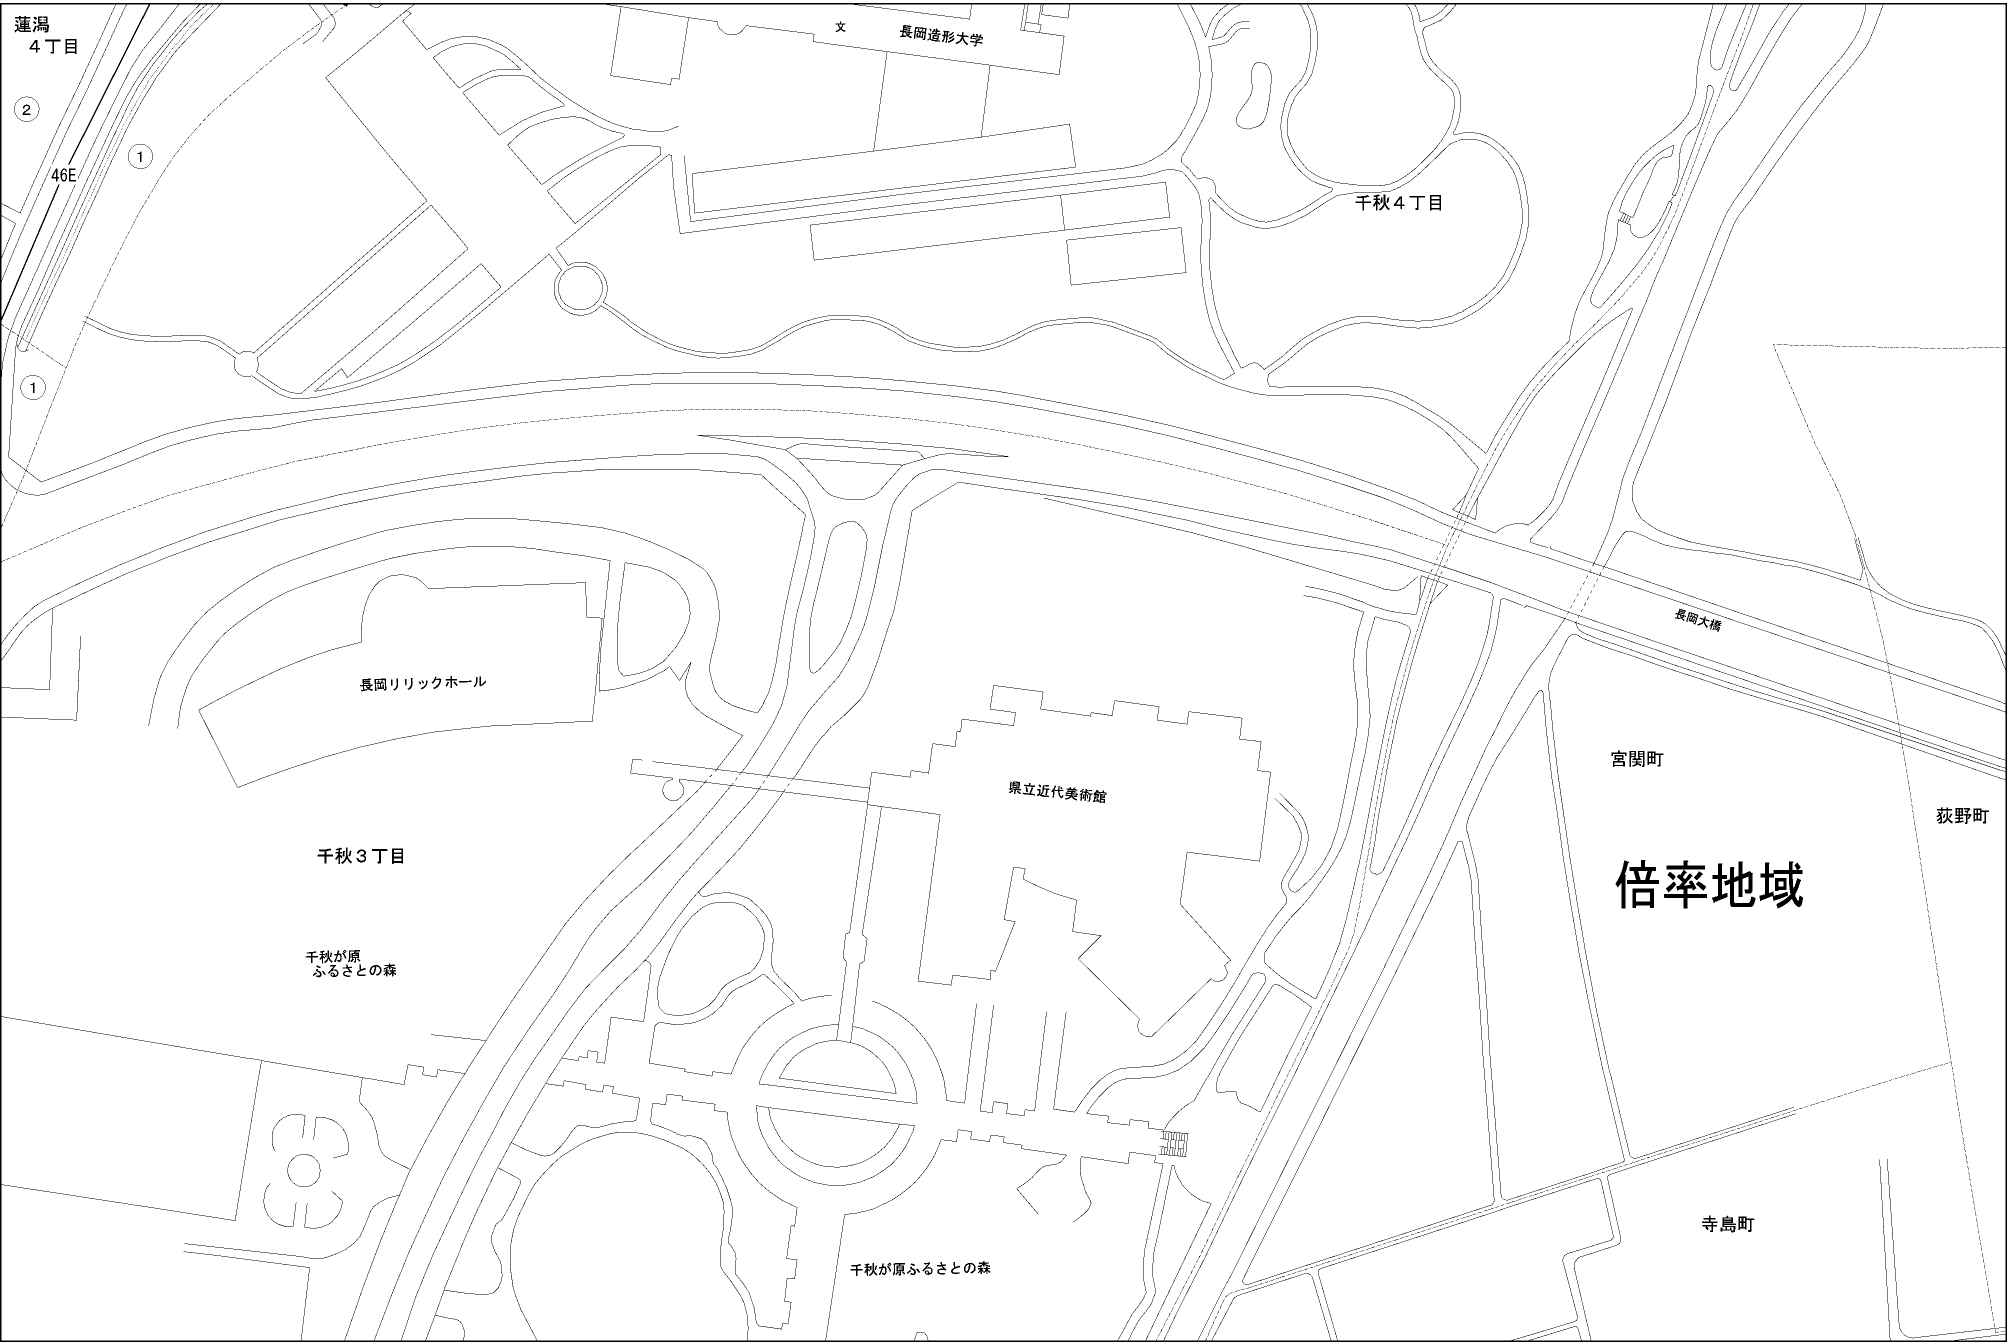 蓮潟
４丁目
文
長岡造形大学
2
1
46E
千秋４丁目
1
長岡大橋
長岡リリックホール
宮関町
県立近代美術館
荻野町
千秋３丁目
倍率地域
千秋が原
ふるさとの森
寺島町
千秋が原ふるさとの森